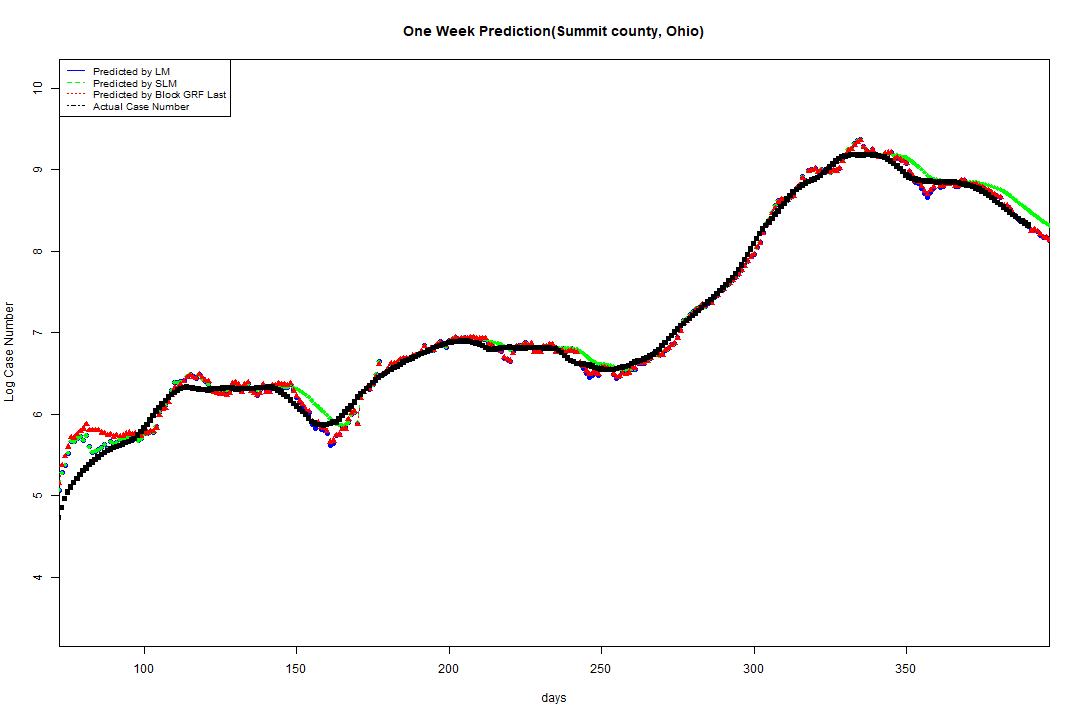 One Week Prediction(Summit county, Ohio)
Predicted by LM
Predicted by SLM
Predicted by Block GRF Last
Actual Case Number
10
9
8
7
6
5
4
Log Case Number
100 150 200 250 300 350
days